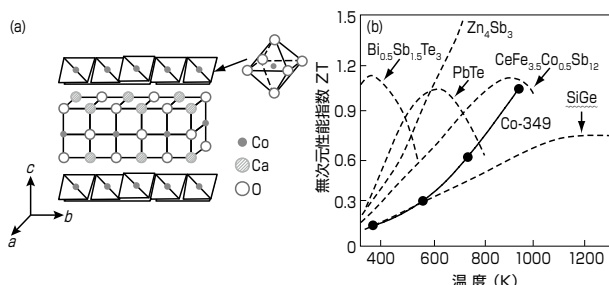 (a)
Co
Ca
O
c
b
a
(b)
無次元性能指数 ZT
1.5
1.2
0.9
0.6
0.3
0
Zn4Sb3
Bi0.5Sb1.5Te3
CeFe3.5Co0.5Sb12
PbTe
SiGe
Co-349
400
600
800
1000
1200
温 度 (K)